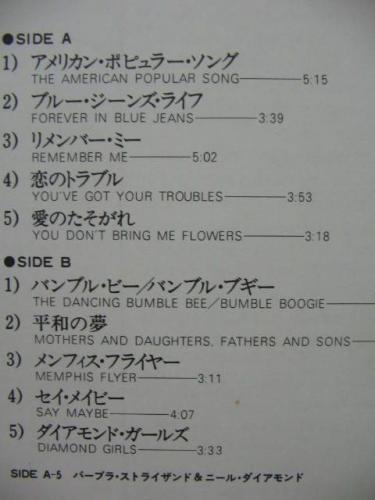 ●SIDE A
1) アメリカン・ポピュラー・ソング
THE AMERICAN POPULAR SONG 5:15
2) ブルー・ジーンズ・ライフ
FOREVER IN BLUE JEANS 3:39
3) リメンバー・ミー
REMEMBER ME 5:02
4) 恋のトラブル
YOU'VE GOT YOUR TROUBLES 3:53
5) 愛のたそがれ
YOU DON'T BRING ME FLOWERS 3:18
●SIDE B
1) バンブル・ビー/バンブル・ブギー
THE DANCING BUMBLE BEE/BUMBLE BOOGIE
2) 平和の夢
MOTHERS AND DAUGHTERS, FATHERS AND SONS
3) メンフィス・フライヤー
MEMPHIS FLYER 3:11
4) セイ・メイビー
SAY MAYBE 4:07
5) ダイアモンド・ガールズ
DIAMOND GIRLS 3:33
SIDE A-5 バーブラ・ストライザンド&ニール・ダイアモンド